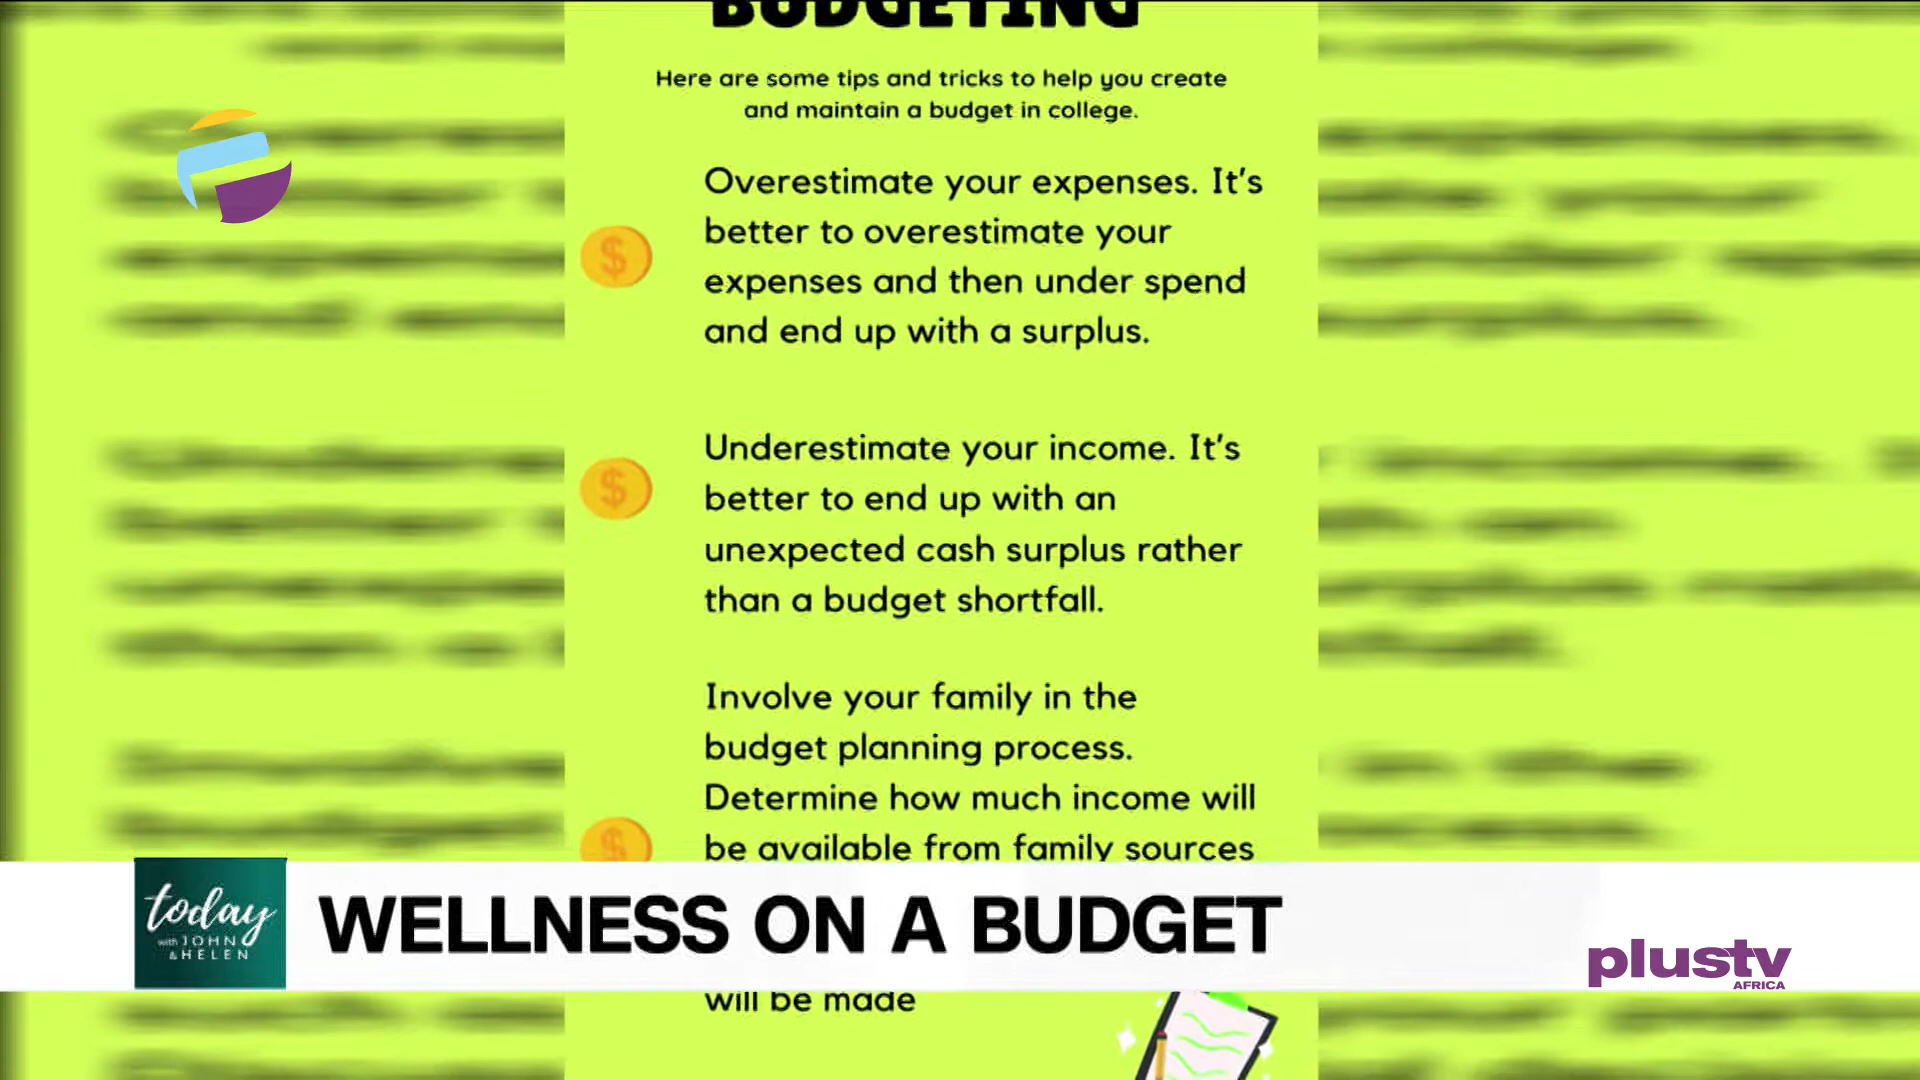 BUDGETING
Here are some tips and tricks to help you create
and maintain a budget in college.
Overestimate your expenses. It's
better to overestimate your
expenses and then under spend
and end up with a surplus.
Underestimate your income. It's
better to end up with an
unexpected cash surplus rather
than a budget shortfall.
Involve your family in the
budget planning process.
Determine how much income will
be available from family sources
today
with JOHN
& HELEN
WELLNESS ON A BUDGET
plustv
AFRICA
will be made